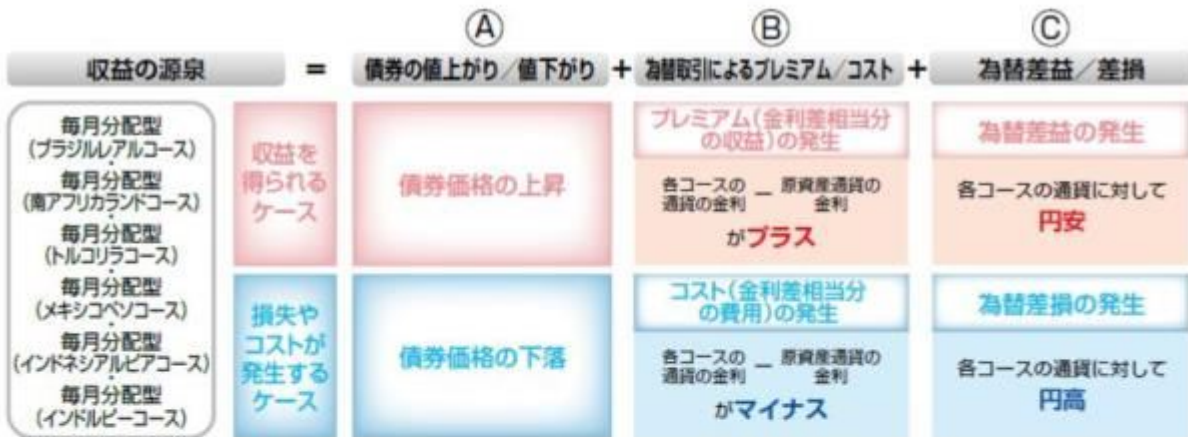 Ⓐ
Ⓑ
Ⓒ
収益の源泉
=
債券の値上がり/値下がり
+
為替取引によるプレミアム/コスト
+
為替差益/差損
毎月分配型
(ブラジルレアルコース)
・
毎月分配型
(南アフリカランドコース)
・
毎月分配型
(トルコリラコース)
・
毎月分配型
(メキシコペソコース)
・
毎月分配型
(インドネシアルピアコース)
・
毎月分配型
(インドルピーコース)
収益を
得られる
ケース
債券価格の上昇
プレミアム(金利差相当分
の収益)の発生
各コースの
通貨の金利
−
原資産通貨の
金利
がプラス
為替差益の発生
各コースの通貨に対して
円安
損失や
コストが
発生する
ケース
債券価格の下落
コスト(金利差相当分
の費用)の発生
各コースの
通貨の金利
−
原資産通貨の
金利
がマイナス
為替差損の発生
各コースの通貨に対して
円高